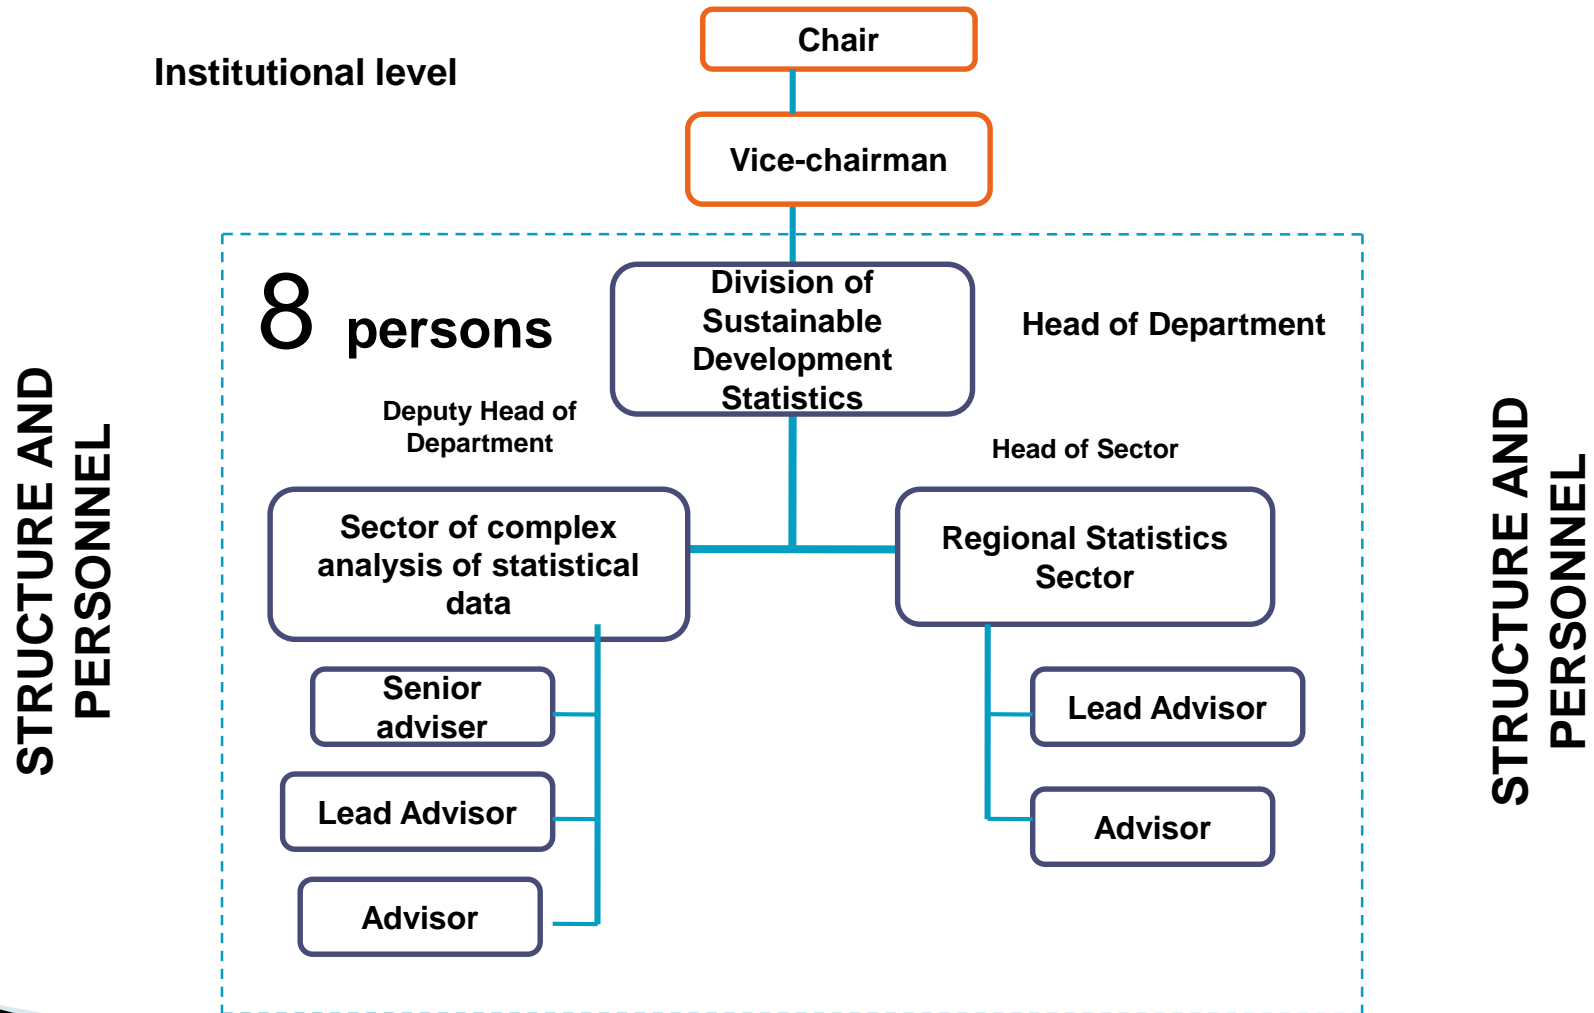 Chair
Institutional level
Vice-chairman
8 persons
Division of
Sustainable
Development
Statistics
Head of Department
Deputy Head of
Department
Head of Sector
Sector of complex
analysis of statistical
data
Regional Statistics
Sector
Senior
adviser
Lead Advisor
Advisor
Lead Advisor
Advisor
STRUCTURE AND
PERSONNEL
STRUCTURE AND
PERSONNEL